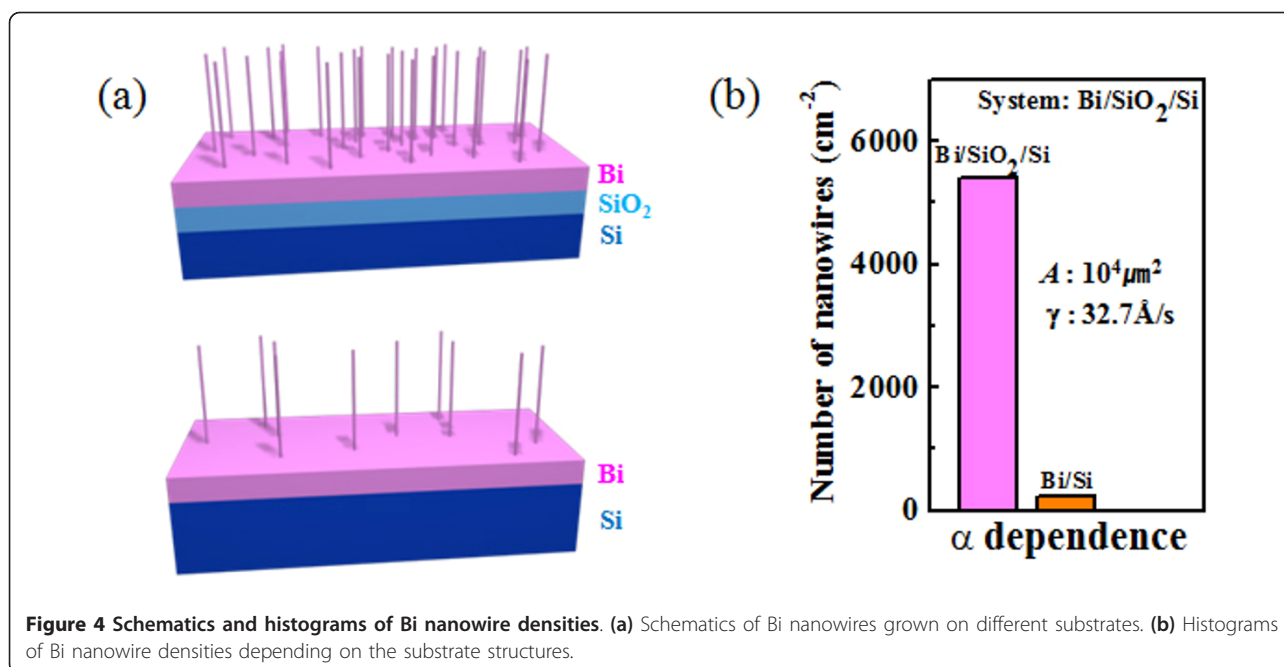 (a)
Bi
SiO2
Si
Bi
Si
(b)
System: Bi/SiO2/Si
Number of nanowires (cm-2)
6000
4000
2000
0
Bi/SiO2/Si
A : 10⁴㎛²
γ : 32.7Å/s
Bi/Si
α dependence
Figure 4 Schematics and histograms of Bi nanowire densities. (a) Schematics of Bi nanowires grown on different substrates. (b) Histograms
of Bi nanowire densities depending on the substrate structures.